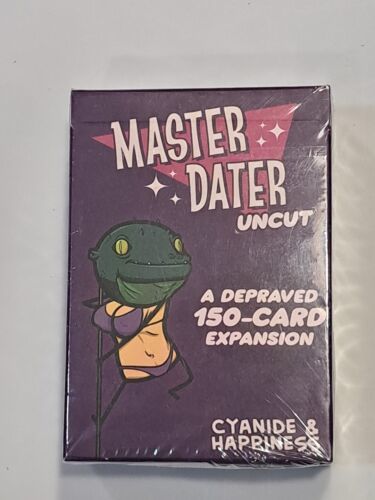 MASTER
DATER
UNCUT
A DEPRAVED
150-CARD
EXPANSION
CYANIDE &
HAPPINESS